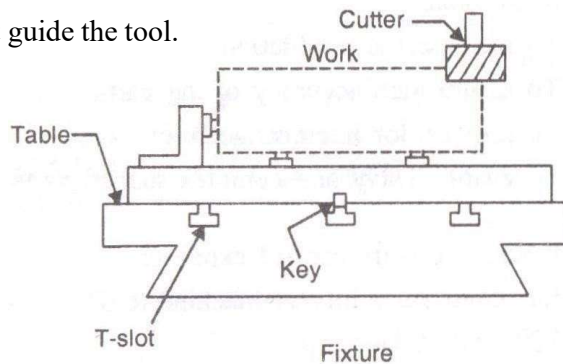 guide the tool.
Cutter
Work
Table
Key
T-slot
Fixture